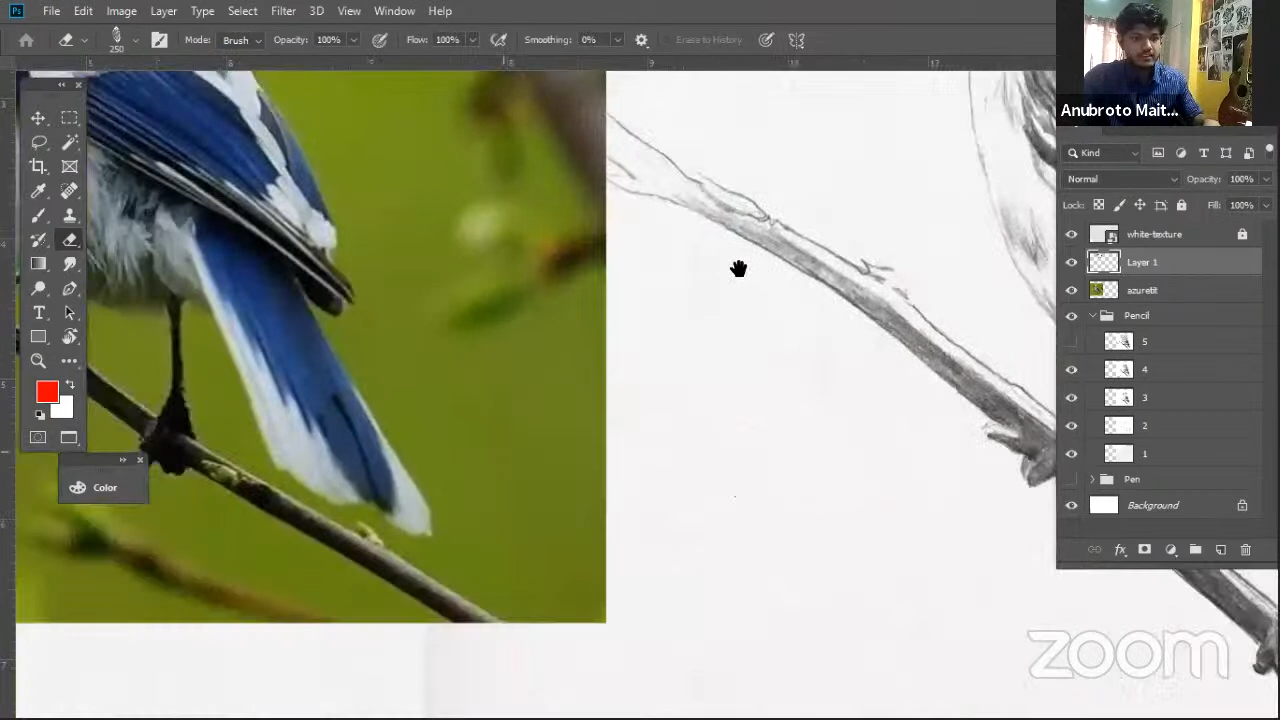 Ps File Edit Image Layer Type Select Filter 3D View Window Help
250 Mode: Brush Opacity: 100% Flow: 100% Smoothing: 0% Erase to History
Anubroto Mait...
Kind
Normal Opacity: 100%
Lock: Fill: 100%
white-texture
Layer 1
azuretit
Pencil
5
4
3
2
1
Pen
Background
Color
zoom